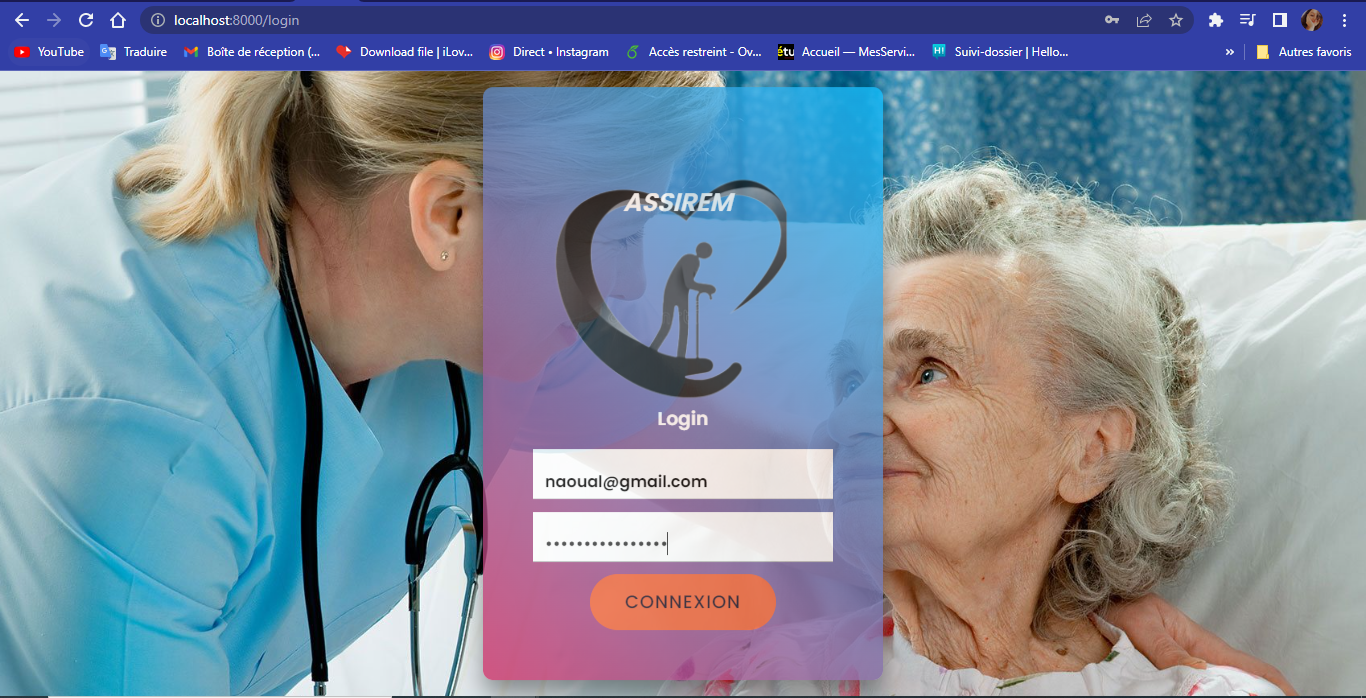 localhost:8000/login
YouTube
Traduire
Boîte de réception (...
Download file | iLov...
Direct • Instagram
Accès restreint - Ov...
étu
Accueil — MesServi...
H!
Suivi-dossier | Hello...
»
Autres favoris
ASSIREM
Login
naoual@gmail.com
••••••••••••••••
CONNEXION